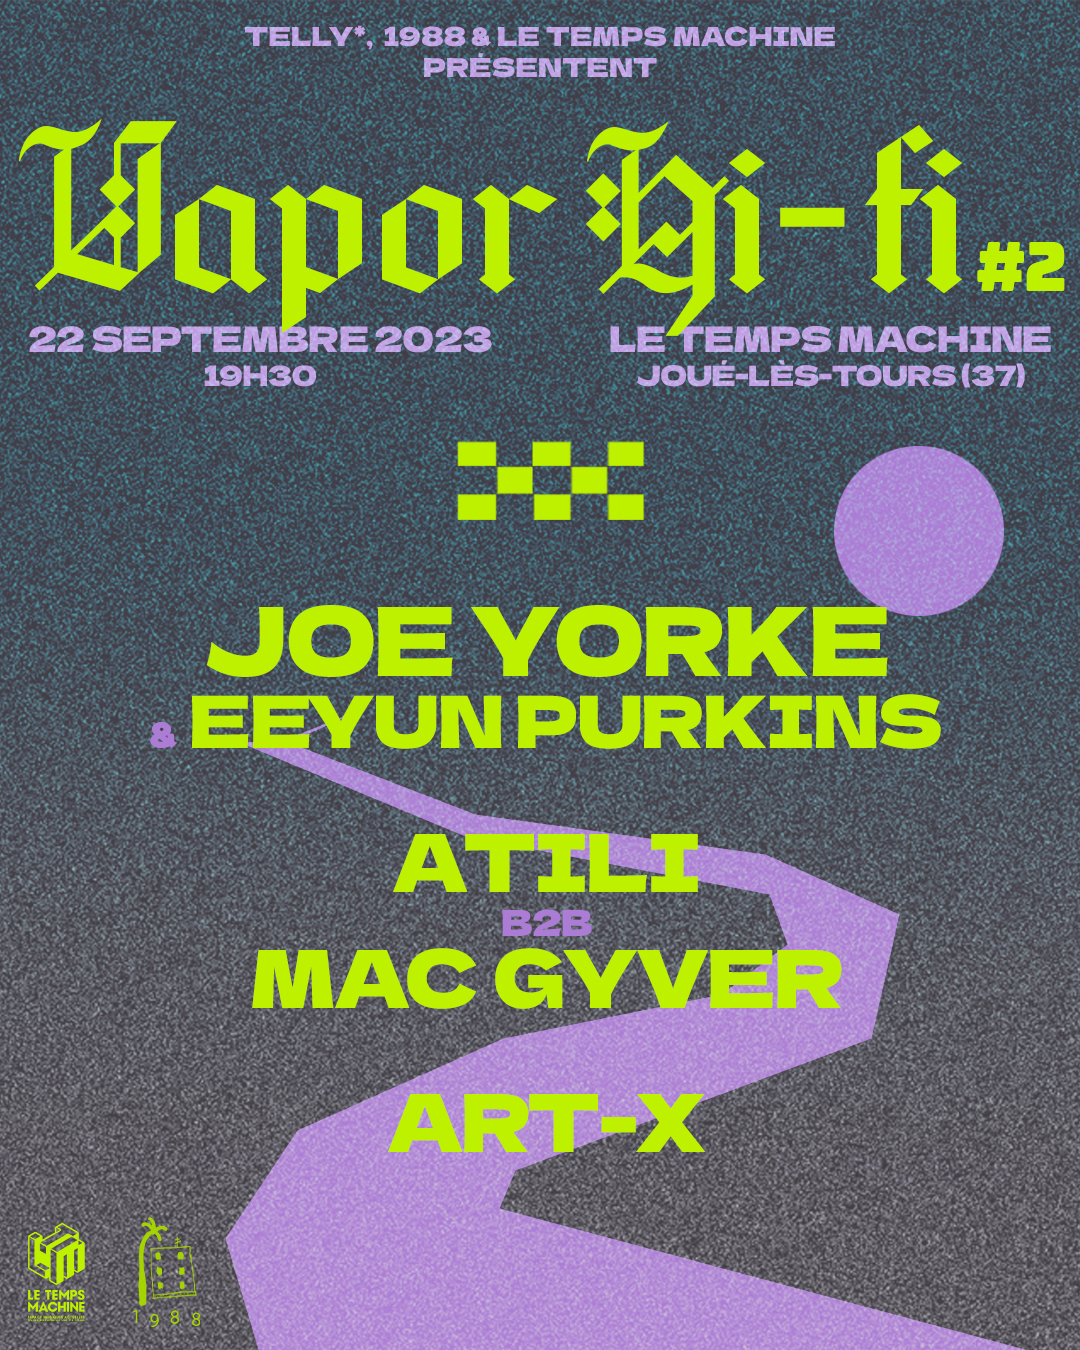 TELLY*, 1988 & LE TEMPS MACHINE
PRÉSENTENT
Vapor Hi-fi #2
22 SEPTEMBRE 2023
19H30
LE TEMPS MACHINE
JOUÉ-LÈS-TOURS (37)
JOE YORKE
& EEYUN PURKINS
ATILI
B2B
MAC GYVER
ART-X
LE TEMPS
MACHINE
1988